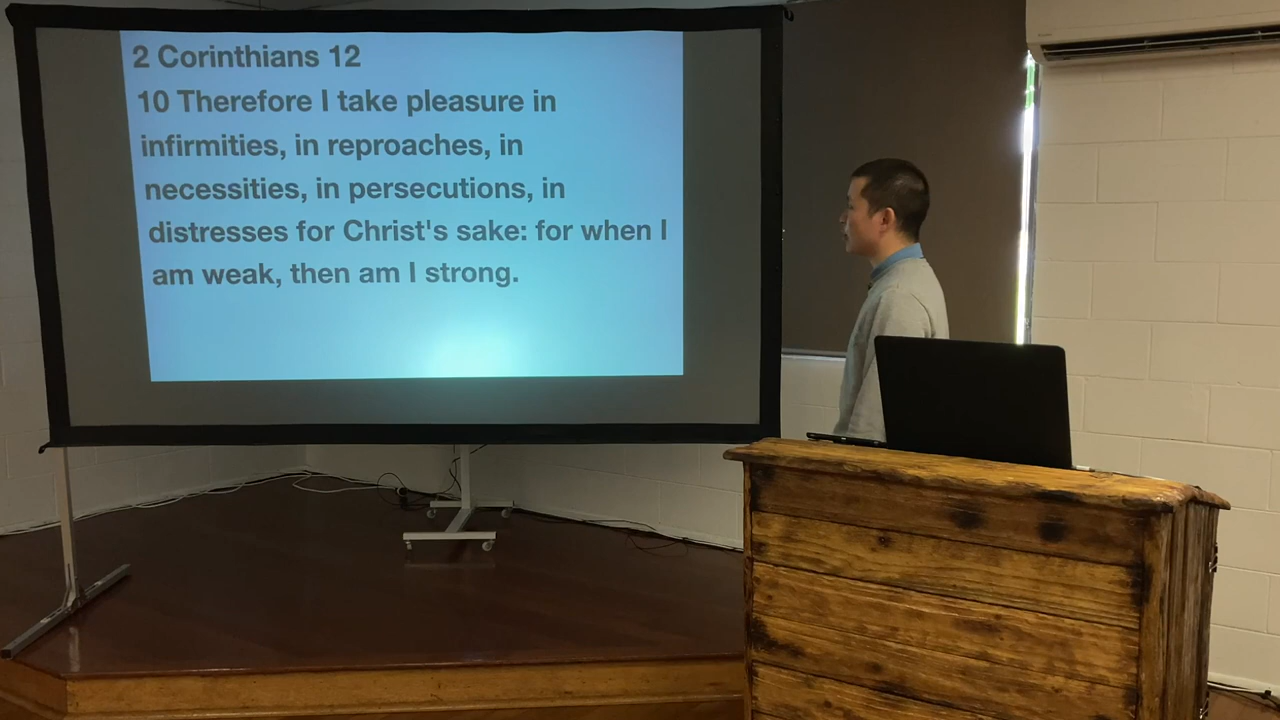 2 Corinthians 12
10 Therefore I take pleasure in
infirmities, in reproaches, in
necessities, in persecutions, in
distresses for Christ's sake: for when I
am weak, then am I strong.